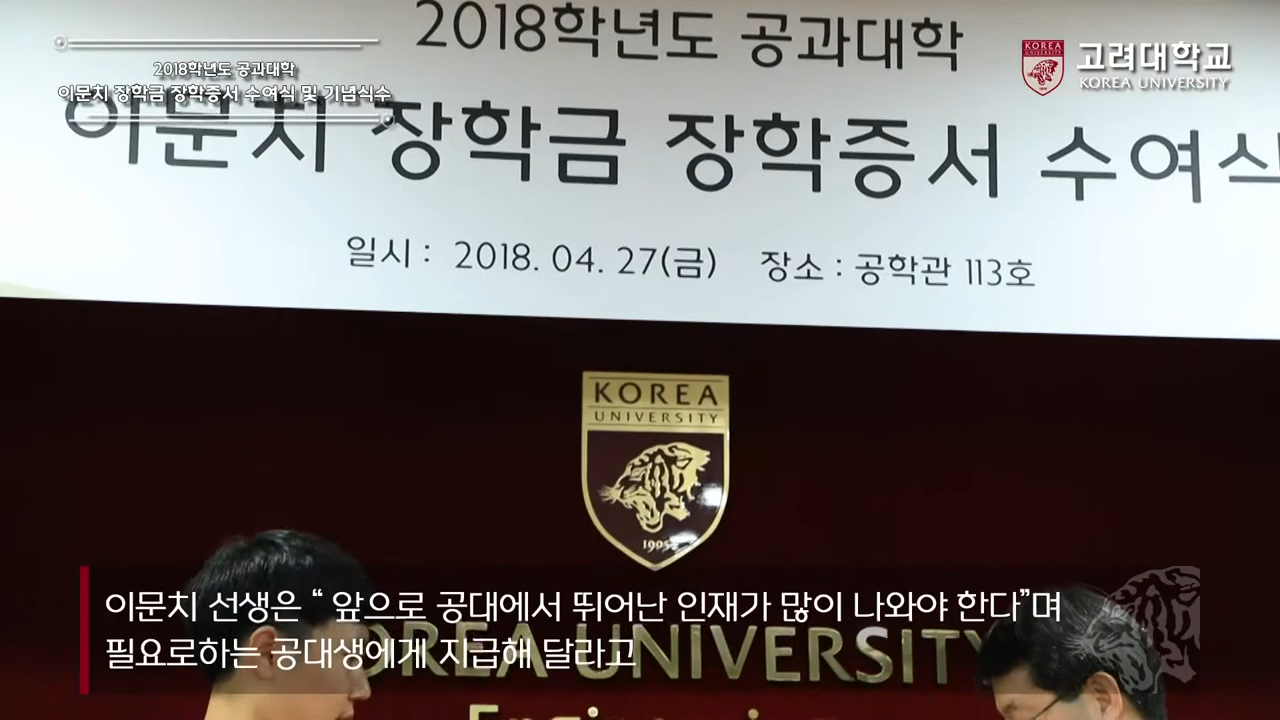 2018학년도 공과대학
이문치 장학금 장학증서 수여식 및 기념식수
고려대학교
KOREA UNIVERSITY
KOREA
UNIVERSITY
2018학년도 공과대학
이문치 장학금 장학증서 수여식
일시 : 2018. 04. 27(금) 장소 : 공학관 113호
KOREA
UNIVERSITY
1905
이문치 선생은 “ 앞으로 공대에서 뛰어난 인재가 많이 나와야 한다”며
필요로하는 공대생에게 지급해 달라고
KOREA UNIVERSITY
Engineering